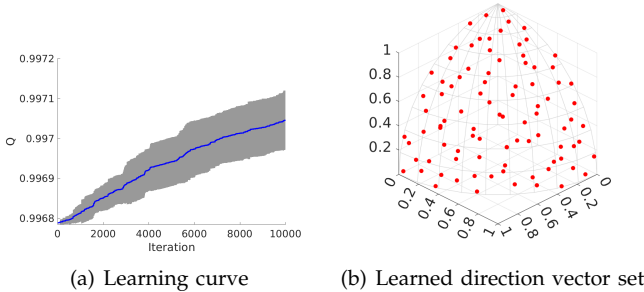 0.9972
0.9971
0.997
0.9969
0.9968
Q
0 2000 4000 6000 8000 10000
Iteration
(a) Learning curve
1
0.8
0.6
0.4
0.2
0 0.2 0.4 0.6 0.8 1
0 0.2 0.4 0.6 0.8 1
(b) Learned direction vector set